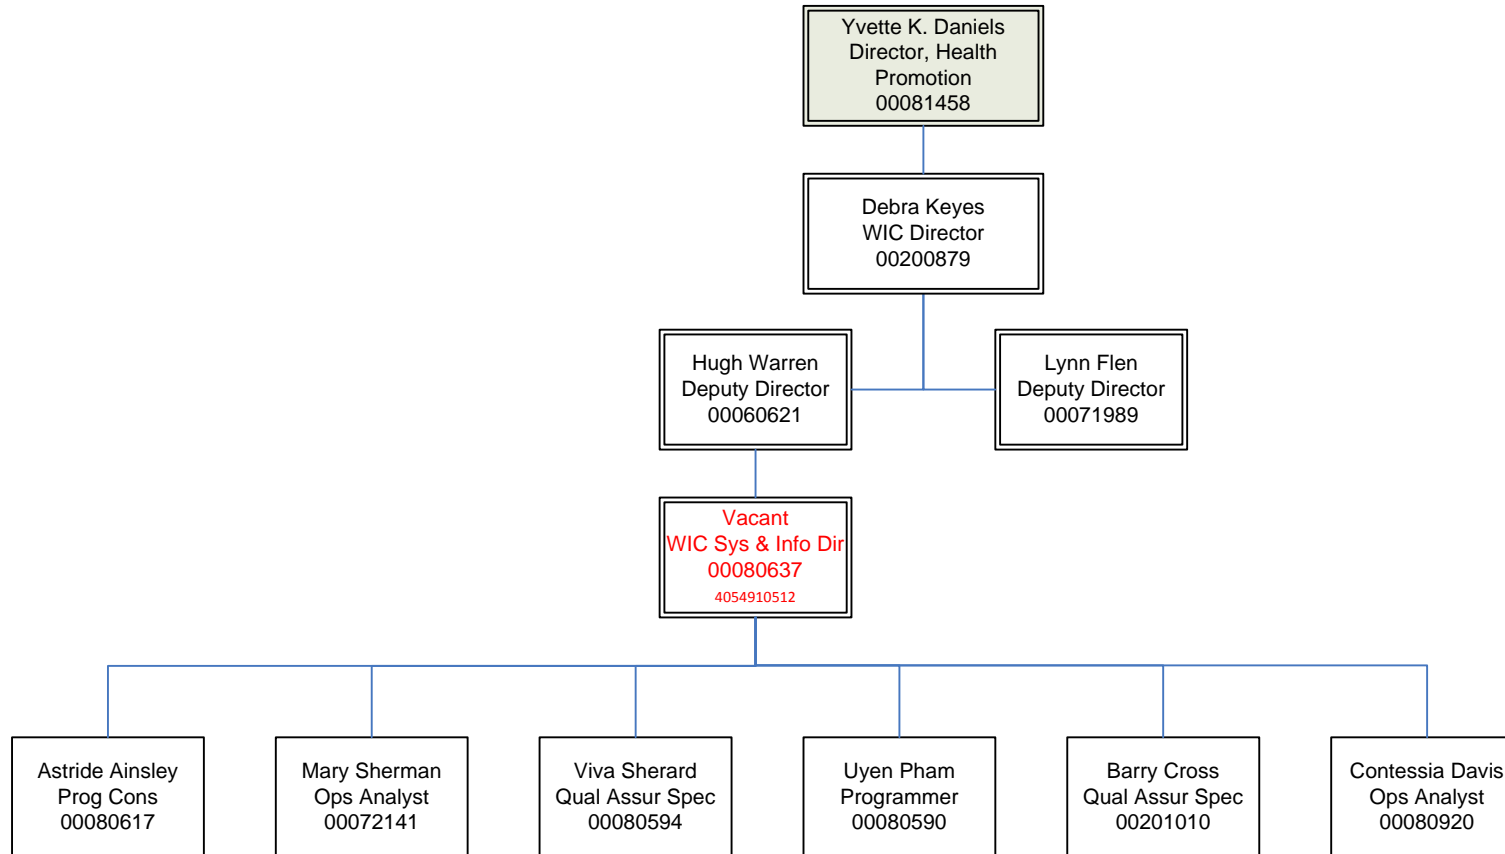 Yvette K. Daniels
Director, Health
Promotion
00081458
Debra Keyes
WIC Director
00200879
Hugh Warren
Deputy Director
00060621
Lynn Flen
Deputy Director
00071989
Vacant
WIC Sys & Info Dir
00080637
4054910512
Astride Ainsley
Prog Cons
00080617
Mary Sherman
Ops Analyst
00072141
Viva Sherard
Qual Assur Spec
00080594
Uyen Pham
Programmer
00080590
Barry Cross
Qual Assur Spec
00201010
Contessia Davis
Ops Analyst
00080920